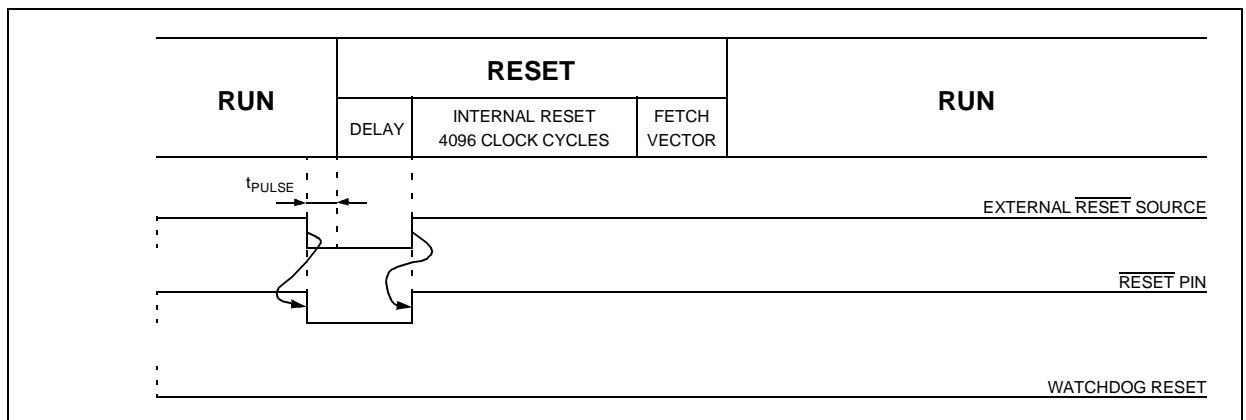 RESET
RUN
RUN
DELAY
INTERNAL RESET
4096 CLOCK CYCLES
FETCH
VECTOR
tPULSE
EXTERNAL RESET SOURCE
RESET PIN
WATCHDOG RESET